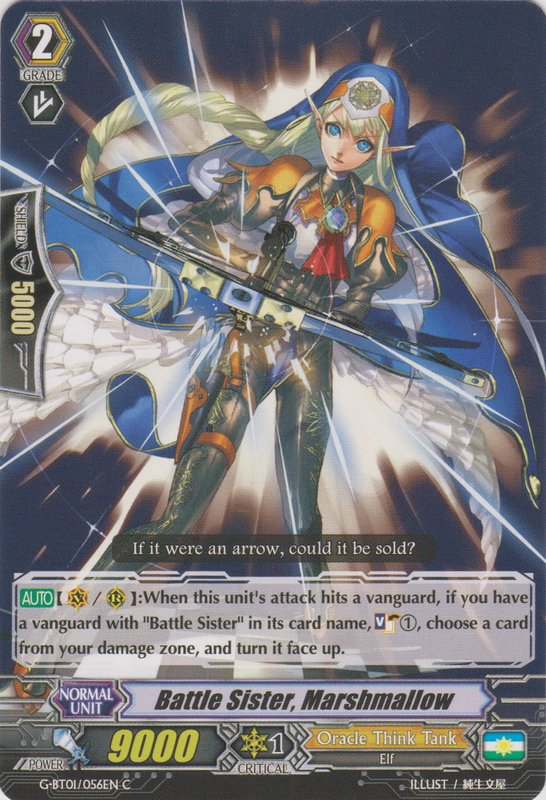 2
GRADE
SHIELD
5000
If it were an arrow, could it be sold?
AUTO【 V / R 】:When this unit's attack hits a vanguard, if you have
a vanguard with "Battle Sister" in its card name, V ①, choose a card
from your damage zone, and turn it face up.
NORMAL
UNIT
Battle Sister, Marshmallow
POWER
9000
1
CRITICAL
Oracle Think Tank
Elf
G-BT01/056EN C
ILLUST / 純生文屋